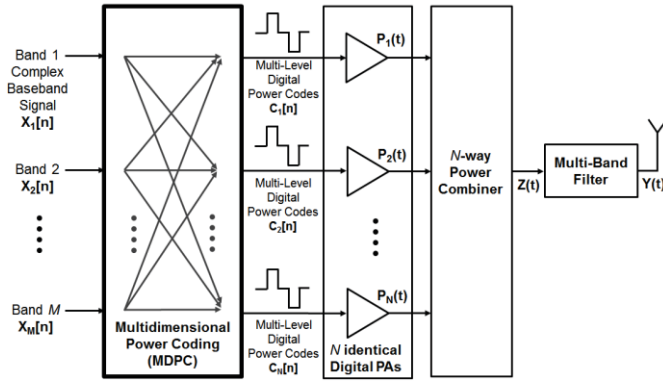 Band 1
Complex
Baseband
Signal
X1[n]
Band 2
X2[n]
Band M
XM[n]
Multidimensional
Power Coding
(MDPC)
Multi-Level
Digital
Power Codes
C1[n]
Multi-Level
Digital
Power Codes
C2[n]
Multi-Level
Digital
Power Codes
CN[n]
P1(t)
P2(t)
PN(t)
N identical
Digital PAs
N-way
Power
Combiner
Z(t)
Multi-Band
Filter
Y(t)